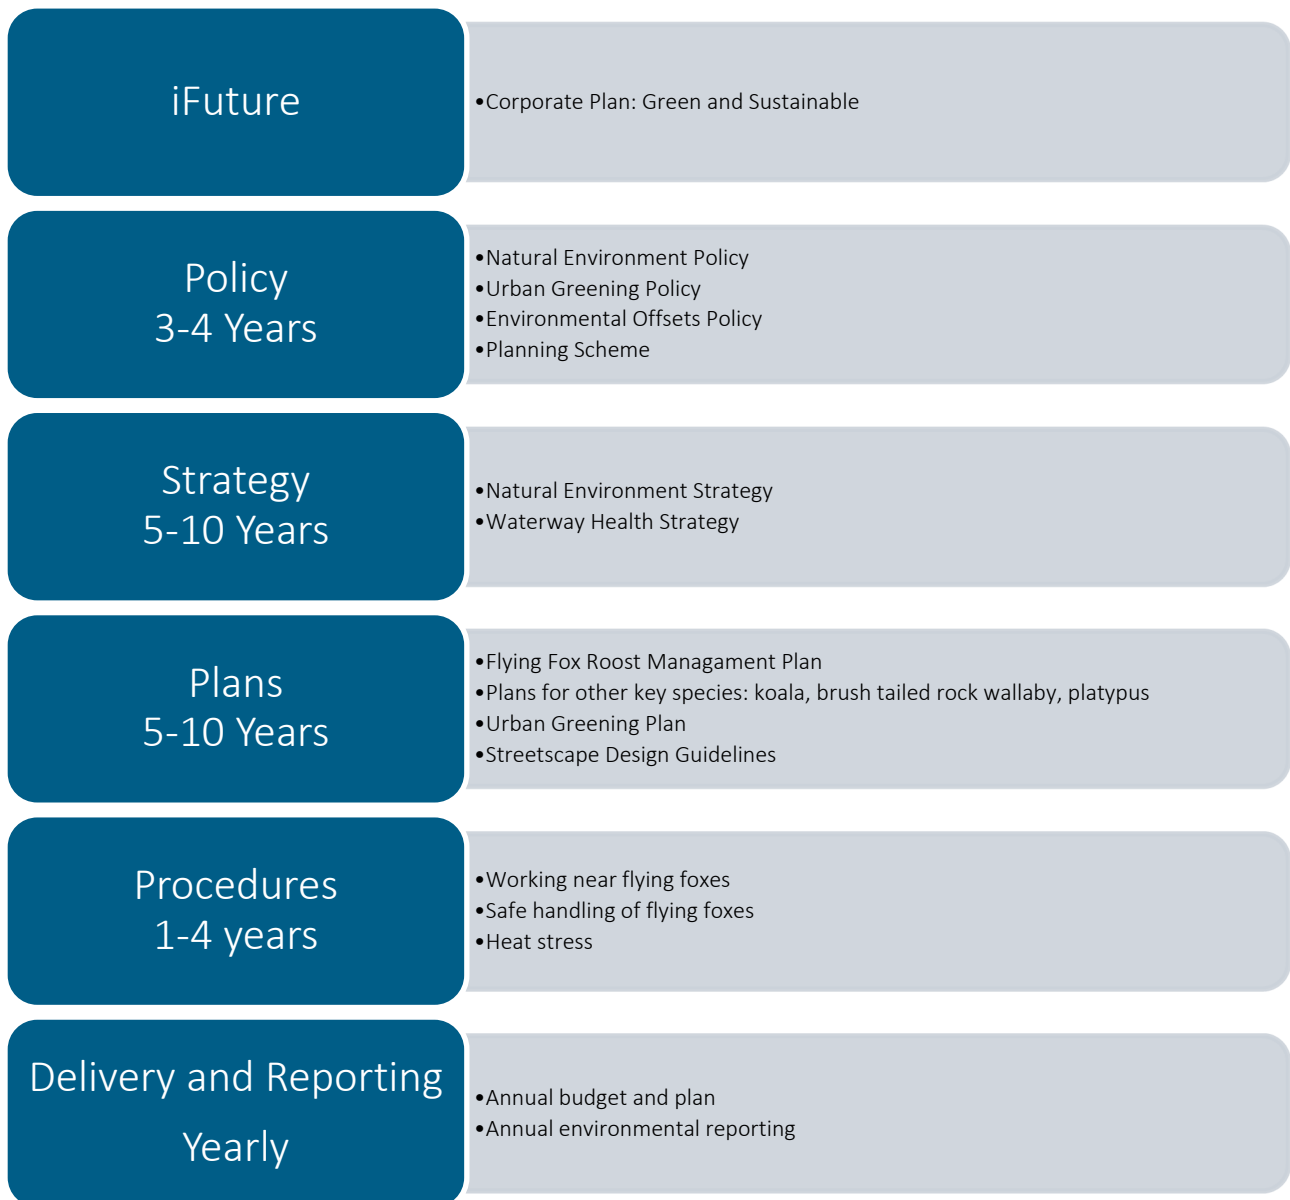 iFuture
•Corporate Plan: Green and Sustainable
Policy
3-4 Years
•Natural Environment Policy
•Urban Greening Policy
•Environmental Offsets Policy
•Planning Scheme
Strategy
5-10 Years
•Natural Environment Strategy
•Waterway Health Strategy
Plans
5-10 Years
•Flying Fox Roost Managament Plan
•Plans for other key species: koala, brush tailed rock wallaby, platypus
•Urban Greening Plan
•Streetscape Design Guidelines
Procedures
1-4 years
•Working near flying foxes
•Safe handling of flying foxes
•Heat stress
Delivery and Reporting
Yearly
•Annual budget and plan
•Annual environmental reporting